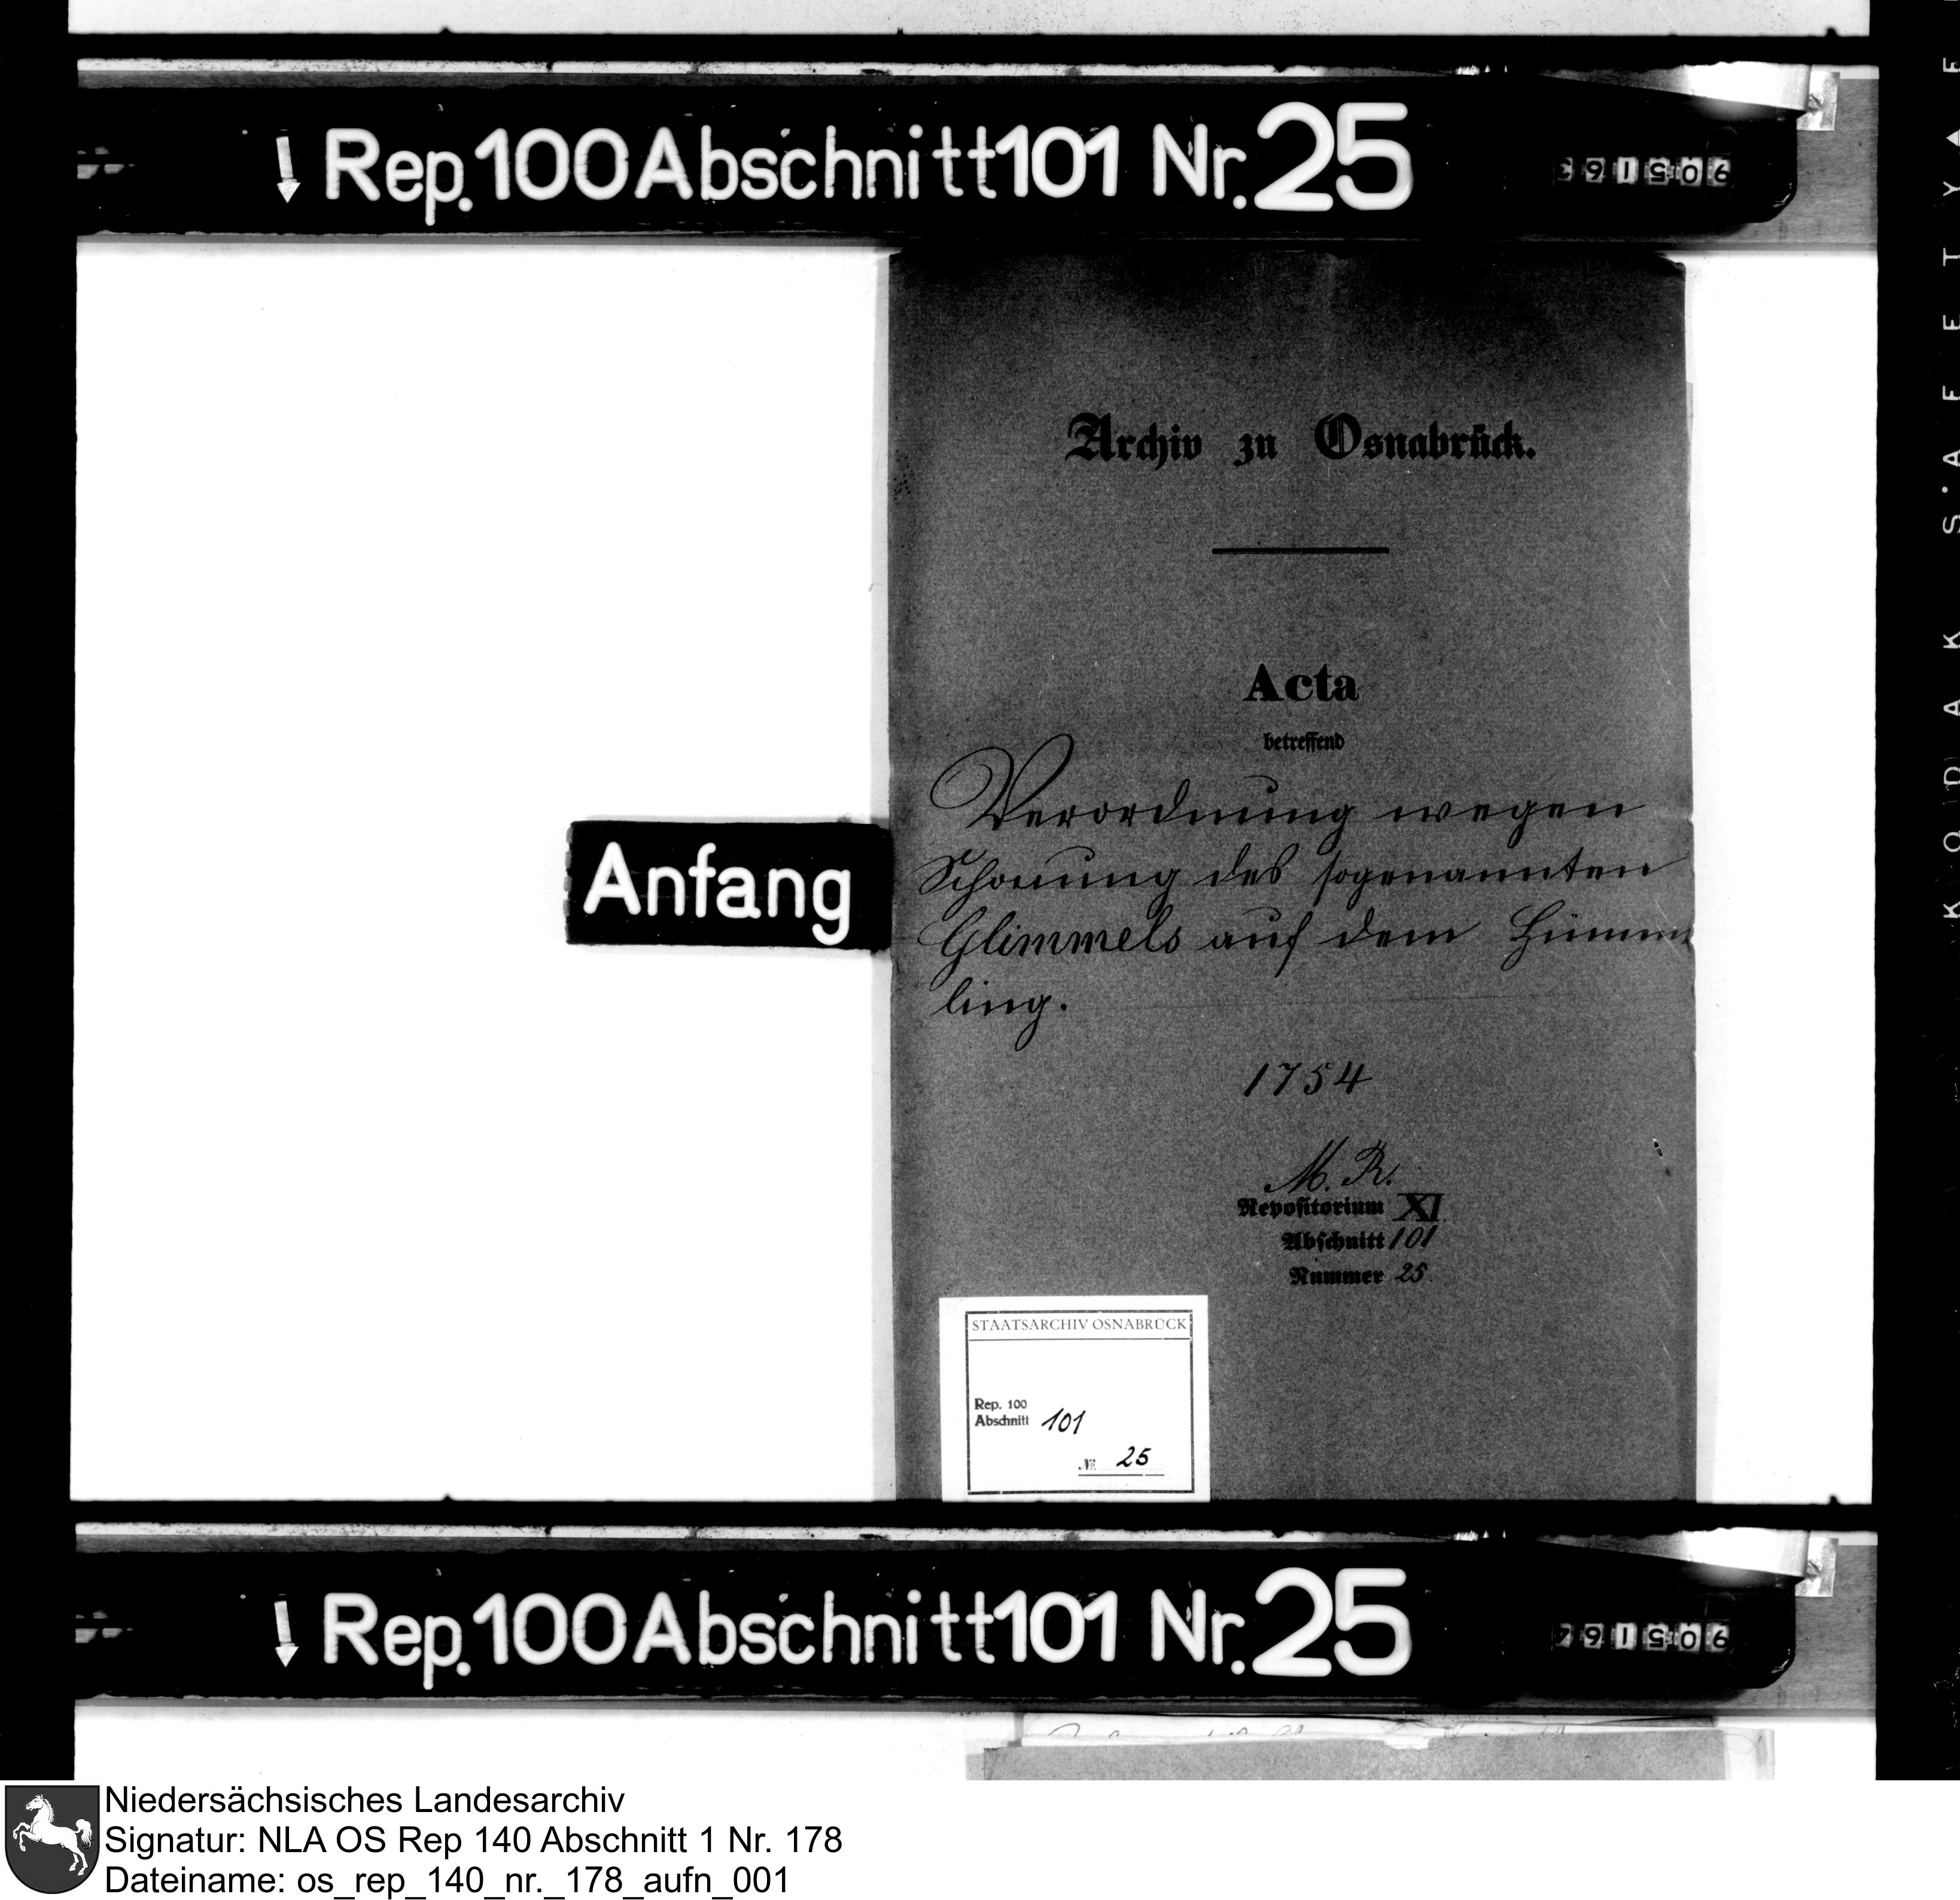 Rep. 100 Abschnitt 101 Nr. 25
Archiv zu Osnabrück.
Acta
betreffend
Verordnung wegen
Schonung des sogenannten
Anfang
Glimmels auf dem Hümm
ling.
1754
M. R.
Repositorium XI
Abschnitt 101
Nummer 25
STAATSARCHIV OSNABRÜCK
Rep. 100
Abschnitt 101
№ 25
Rep. 100 Abschnitt 101 Nr. 25
KODAK SAFETY
Niedersächsisches Landesarchiv
Signatur: NLA OS Rep 140 Abschnitt 1 Nr. 178
Dateiname: os_rep_140_nr._178_aufn_001